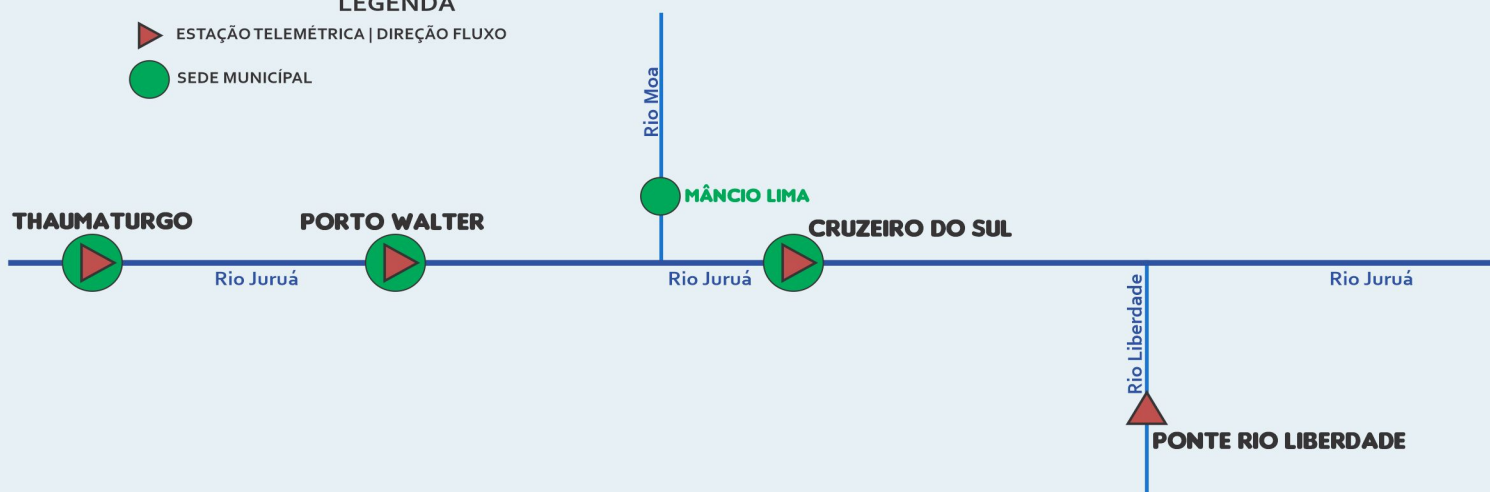 LEGENDA
ESTAÇÃO TELEMÉTRICA | DIREÇÃO FLUXO
SEDE MUNICÍPAL
Rio Moa
MÂNCIO LIMA
THAUMATURGO
PORTO WALTER
CRUZEIRO DO SUL
Rio Juruá
Rio Juruá
Rio Juruá
Rio Liberdade
PONTE RIO LIBERDADE